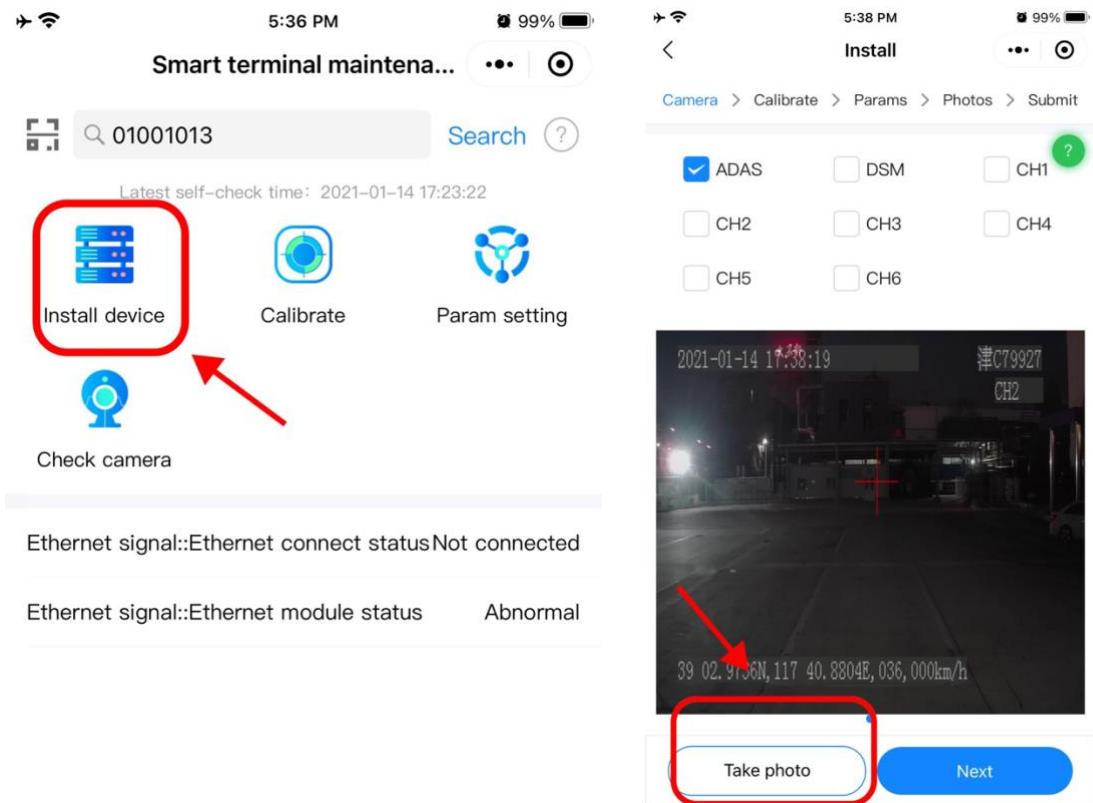 5:36 PM
99%
Smart terminal maintena...
01001013
Search
?
Latest self-check time: 2021-01-14 17:23:22
Install device
Calibrate
Param setting
Check camera
Ethernet signal::Ethernet connect status Not connected
Ethernet signal::Ethernet module status Abnormal
5:38 PM
99%
Install
Camera > Calibrate > Params > Photos > Submit
?
ADAS
DSM
CH1
CH2
CH3
CH4
CH5
CH6
2021-01-14 17:38:19
津C79927
CH2
39 02.9736N,117 40.8804E,036,000km/h
Take photo
Next